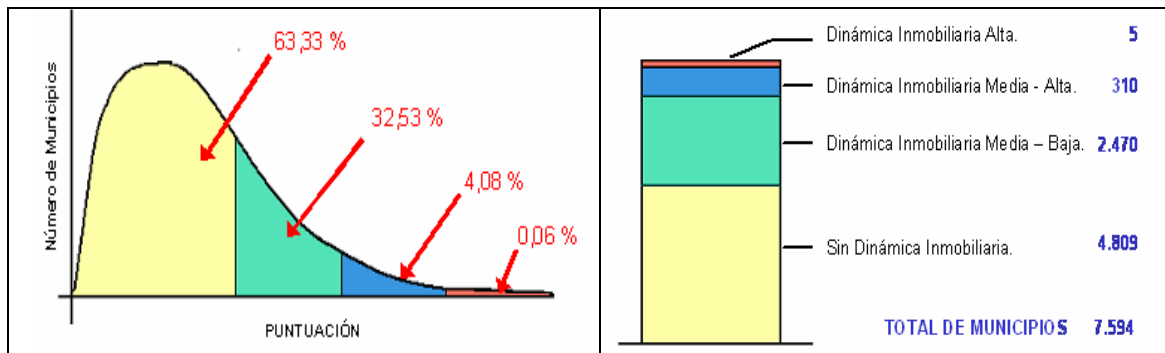 63,33 %
32,53 %
4,08 %
0,06 %
Número de Municipios
PUNTUACIÓN
Dinámica Inmobiliaria Alta. 5
Dinámica Inmobiliaria Media - Alta. 310
Dinámica Inmobiliaria Media – Baja. 2.470
Sin Dinámica Inmobiliaria. 4.809
TOTAL DE MUNICIPIOS 7.594